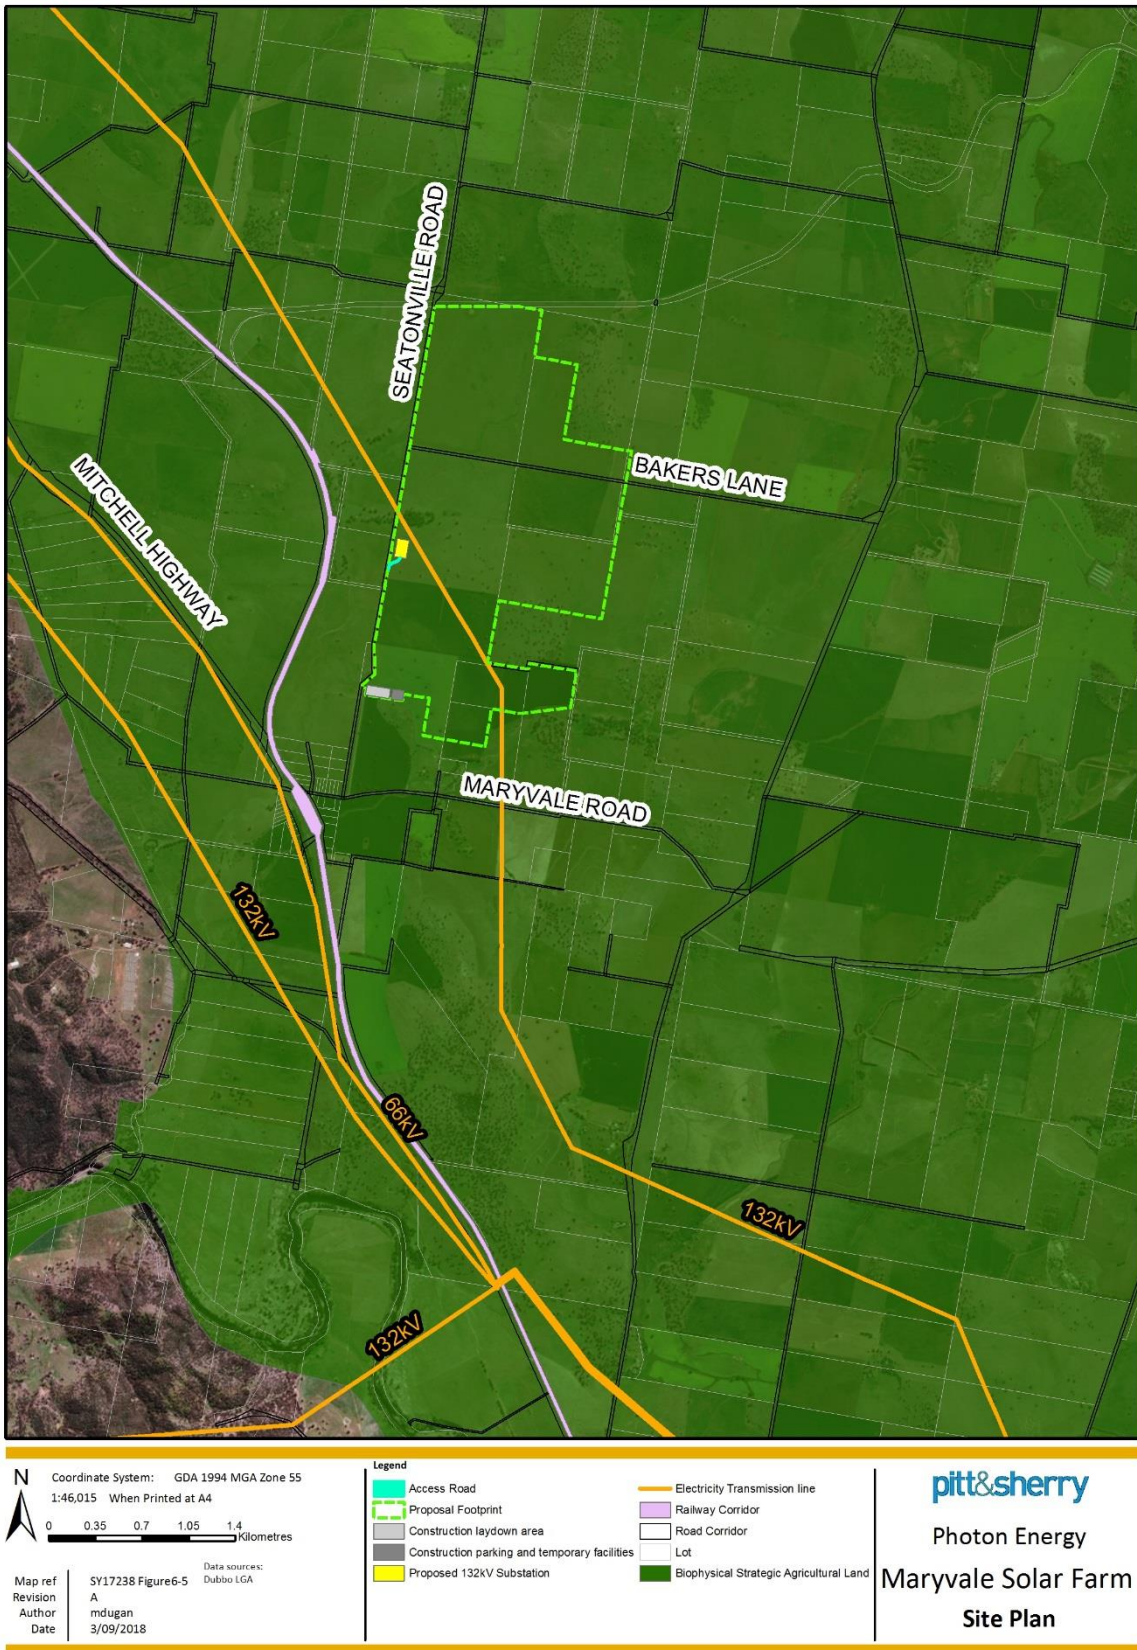 SEATONVILLE ROAD
BAKERS LANE
MITCHELL HIGHWAY
MARYVALE ROAD
132kV
66kV
132kV
132kV
N
Coordinate System: GDA 1994 MGA Zone 55
1:46,015 When Printed at A4
0 0.35 0.7 1.05 1.4
Kilometres
Data sources:
Dubbo LGA
Map ref SY17238 Figure6-5
Revision A
Author mdugan
Date 3/09/2018
Legend
Access Road
Proposal Footprint
Construction laydown area
Construction parking and temporary facilities
Proposed 132kV Substation
Electricity Transmission line
Railway Corridor
Road Corridor
Lot
Biophysical Strategic Agricultural Land
pitt&sherry
Photon Energy
Maryvale Solar Farm
Site Plan